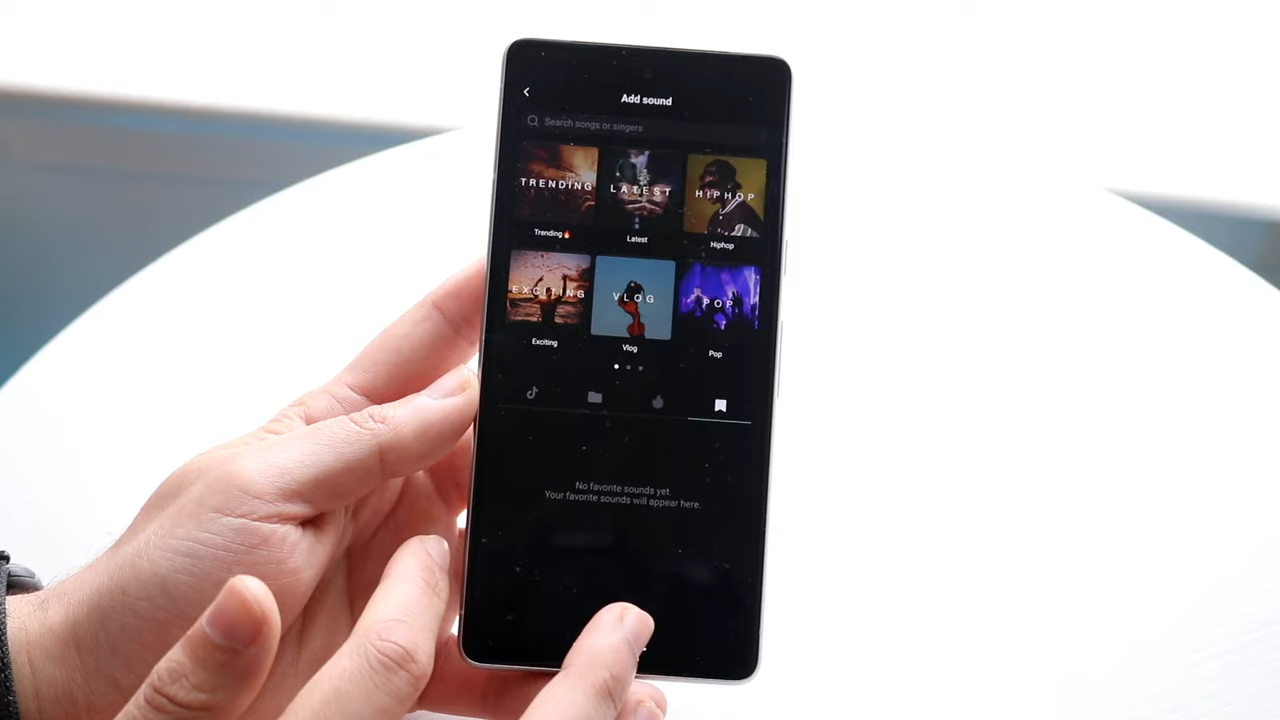 Add sound
Search songs or singers
TRENDING
LATEST
HIPHOP
Trending🔥
Latest
Hiphop
EXCITING
VLOG
POP
Exciting
Vlog
Pop
No favorite sounds yet.
Your favorite sounds will appear here.